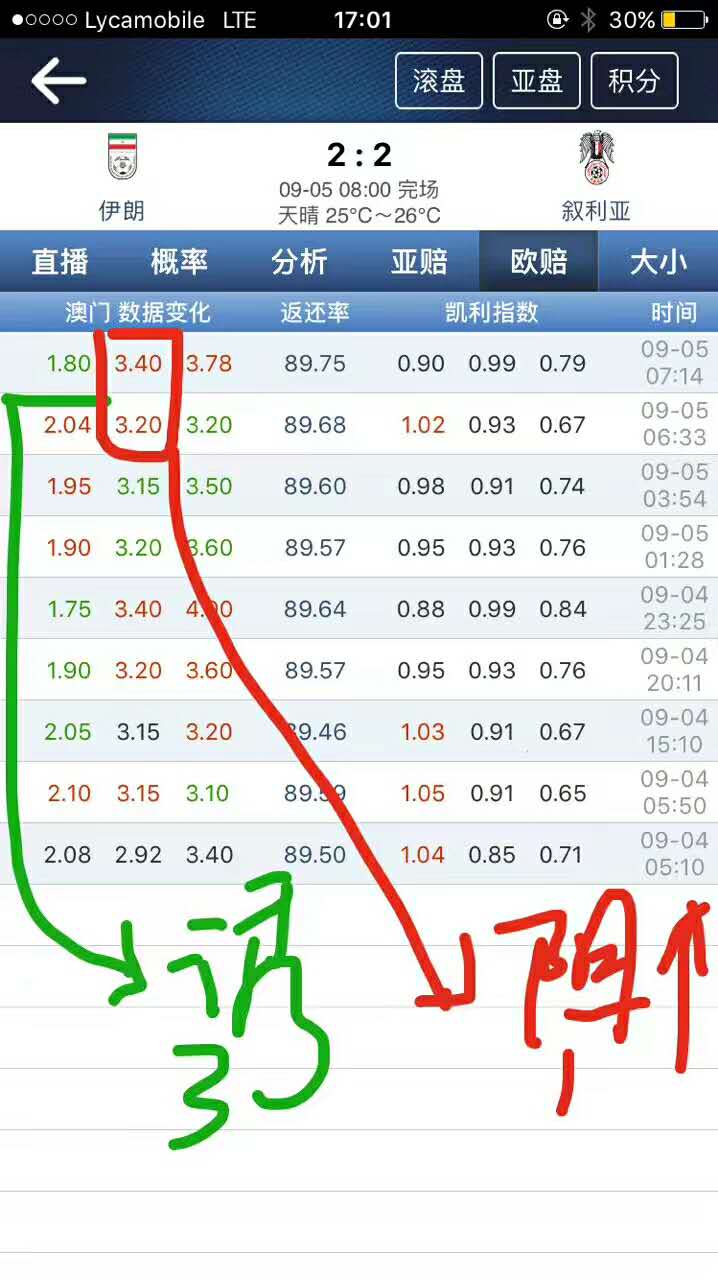 Lycamobile LTE 17:01 30%
滚盘 亚盘 积分
2:2
09-05 08:00 完场
天晴 25℃～26℃
伊朗 叙利亚
直播 概率 分析 亚赔 欧赔 大小
澳门 数据变化 返还率 凯利指数 时间
1.80 3.40 3.78 89.75 0.90 0.99 0.79 09-05 07:14
2.04 3.20 3.20 89.68 1.02 0.93 0.67 09-05 06:33
1.95 3.15 3.50 89.60 0.98 0.91 0.74 09-05 03:54
1.90 3.20 3.60 89.57 0.95 0.93 0.76 09-05 01:28
1.75 3.40 4.00 89.64 0.88 0.99 0.84 09-04 23:25
1.90 3.20 3.60 89.57 0.95 0.93 0.76 09-04 20:11
2.05 3.15 3.20 89.46 1.03 0.91 0.67 09-04 15:10
2.10 3.15 3.10 89.59 1.05 0.91 0.65 09-04 05:50
2.08 2.92 3.40 89.50 1.04 0.85 0.71 09-04 05:10
诱
3